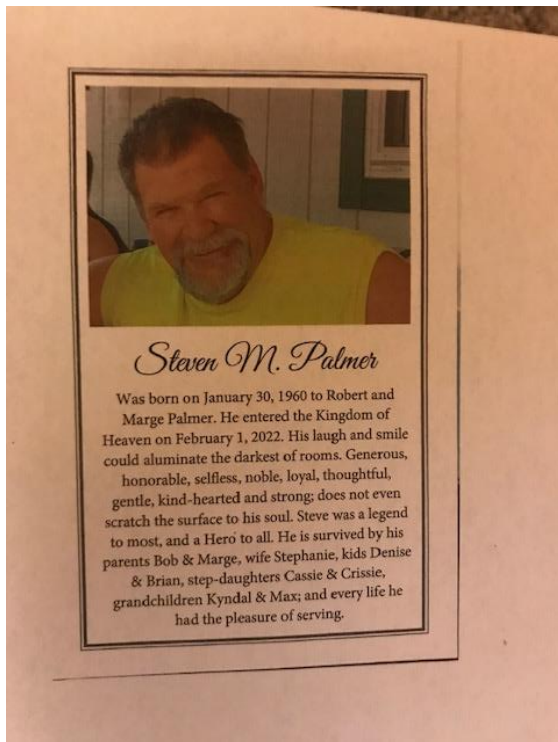 Steven M. Palmer
Was born on January 30, 1960 to Robert and
Marge Palmer. He entered the Kingdom of
Heaven on February 1, 2022. His laugh and smile
could aluminate the darkest of rooms. Generous,
honorable, selfless, noble, loyal, thoughtful,
gentle, kind-hearted and strong; does not even
scratch the surface to his soul. Steve was a legend
to most, and a Hero to all. He is survived by his
parents Bob & Marge, wife Stephanie, kids Denise
& Brian, step-daughters Cassie & Crissie,
grandchildren Kyndal & Max; and every life he
had the pleasure of serving.